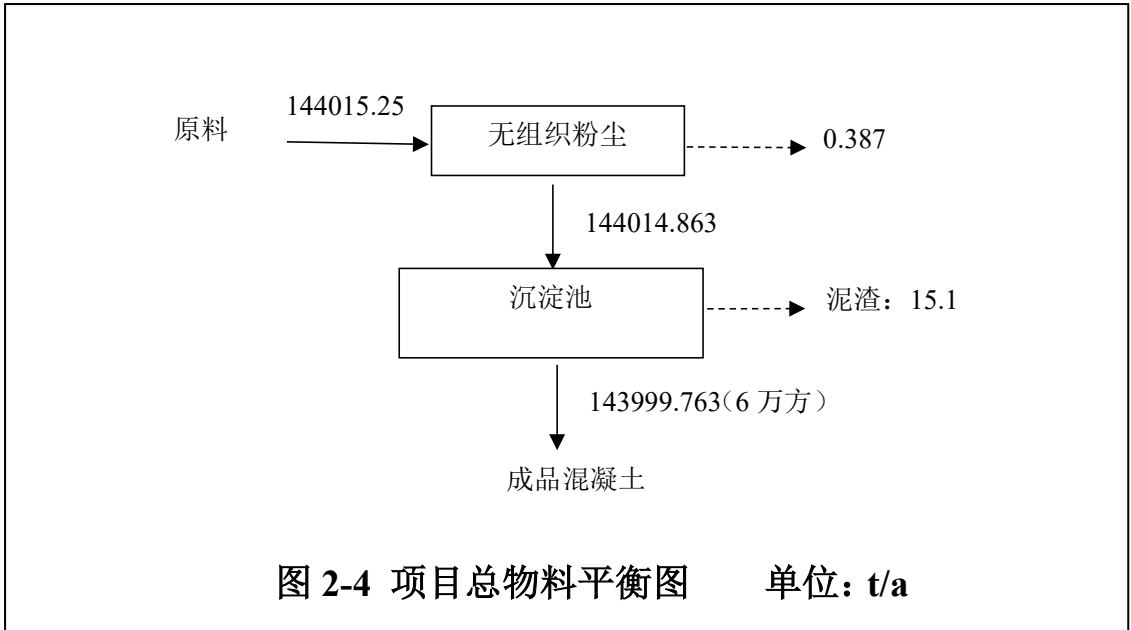 144015.25
原料
无组织粉尘
0.387
144014.863
沉淀池
泥渣：15.1
143999.763（6 万方）
成品混凝土
图 2-4 项目总物料平衡图 单位：t/a